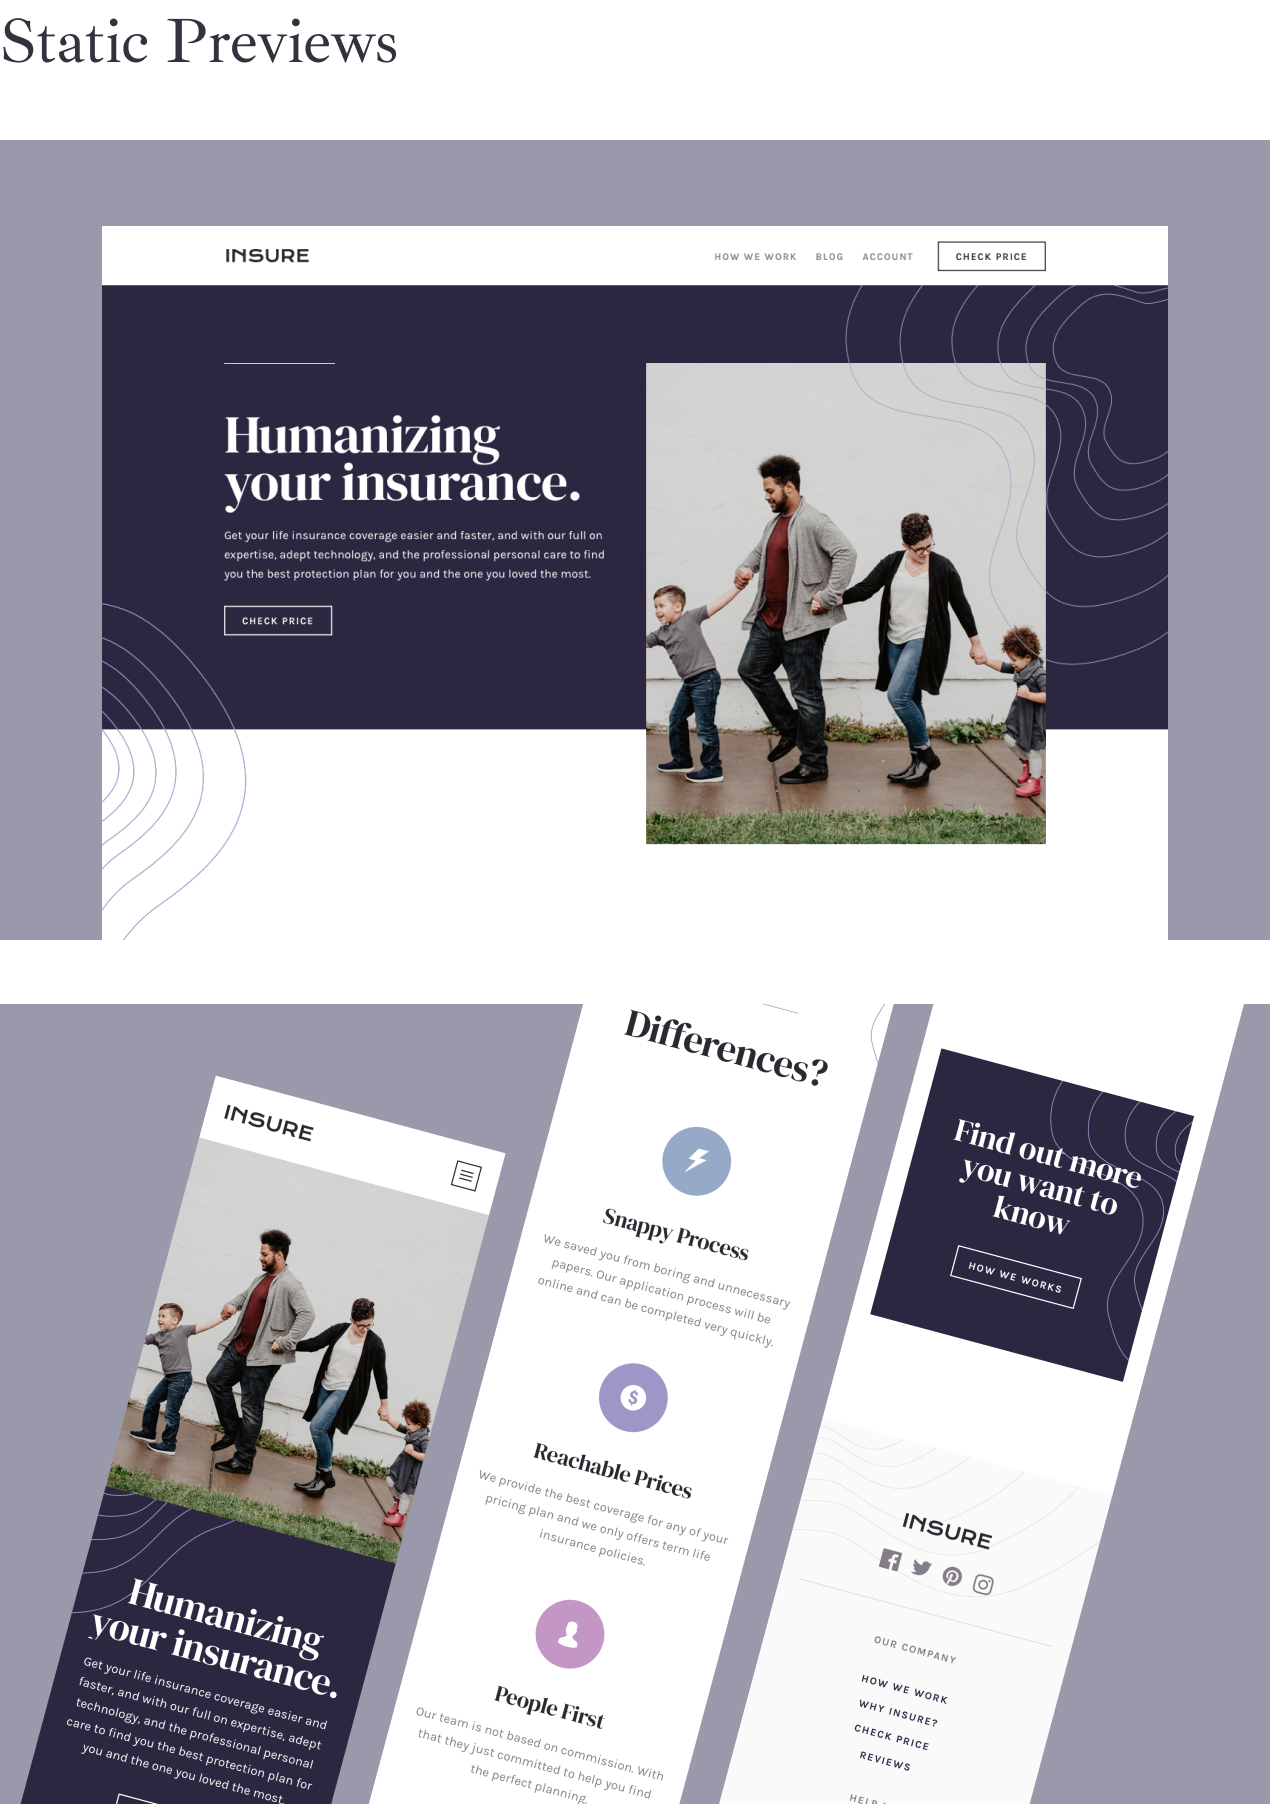 Static Previews
INSURE
HOW WE WORK BLOG ACCOUNT CHECK PRICE
Humanizing
your insurance.
Get your life insurance coverage easier and faster, and with our full on
expertise, adept technology, and the professional personal care to find
you the best protection plan for you and the one you loved the most.
CHECK PRICE
INSURE
Humanizing
your insurance.
Get your life insurance coverage easier and
faster, and with our full on expertise, adept
technology, and the professional personal
care to find you the best protection plan for
you and the one you loved the most.
Differences?
Snappy Process
We saved you from boring and unnecessary
papers. Our application process will be
online and can be completed very quickly.
$
Reachable Prices
We provide the best coverage for any of your
pricing plan and we only offers term life
insurance policies.
People First
Our team is not based on commission. With
that they just committed to help you find
the perfect planning.
Find out more
you want to
know
HOW WE WORKS
INSURE
OUR COMPANY
HOW WE WORK
WHY INSURE?
CHECK PRICE
REVIEWS
HELP